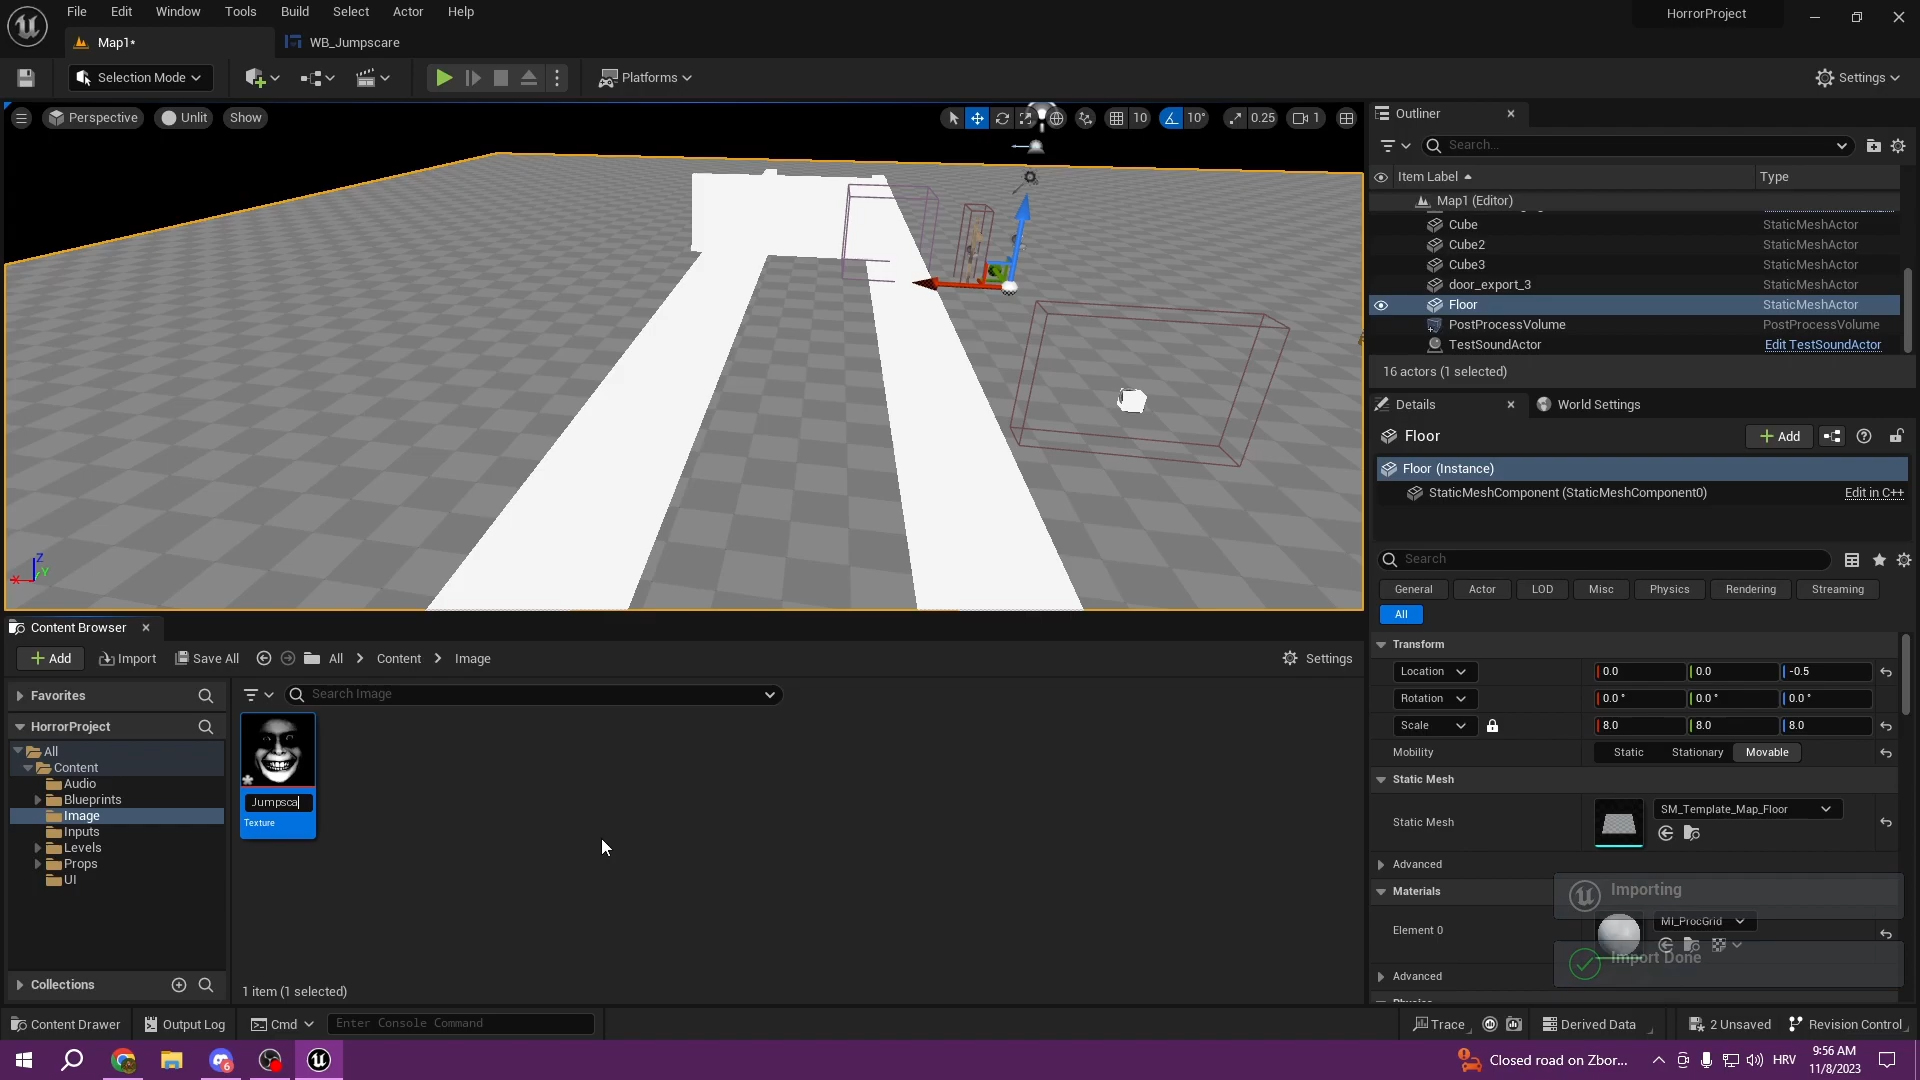 File Edit Window Tools Build Select Actor Help
HorrorProject
Map1*
WB_Jumpscare
Selection Mode
Platforms
Settings
Perspective
Unlit
Show
10
10°
0.25
1
Outliner
Search...
Item Label
Type
Map1 (Editor)
Cube
StaticMeshActor
Cube2
StaticMeshActor
Cube3
StaticMeshActor
door_export_3
StaticMeshActor
Floor
StaticMeshActor
PostProcessVolume
PostProcessVolume
TestSoundActor
Edit TestSoundActor
16 actors (1 selected)
Details
World Settings
Floor
Add
Floor (Instance)
StaticMeshComponent (StaticMeshComponent0)
Edit in C++
Search
General
Actor
LOD
Misc
Physics
Rendering
Streaming
All
Transform
Location
0.0
0.0
-0.5
Rotation
0.0 °
0.0 °
0.0 °
Scale
8.0
8.0
8.0
Mobility
Static
Stationary
Movable
Static Mesh
Static Mesh
SM_Template_Map_Floor
Advanced
Materials
Element 0
MI_ProcGrid
Advanced
Importing
Import Done
Z
X
Y
Content Browser
Add
Import
Save All
All
Content
Image
Settings
Favorites
Search Image
HorrorProject
All
Content
Audio
Blueprints
Image
Inputs
Levels
Props
UI
Jumpsca
Texture
Collections
1 item (1 selected)
Content Drawer
Output Log
Cmd
Enter Console Command
Trace
Derived Data
2 Unsaved
Revision Control
6
Closed road on Zbor...
HRV
9:56 AM
11/8/2023